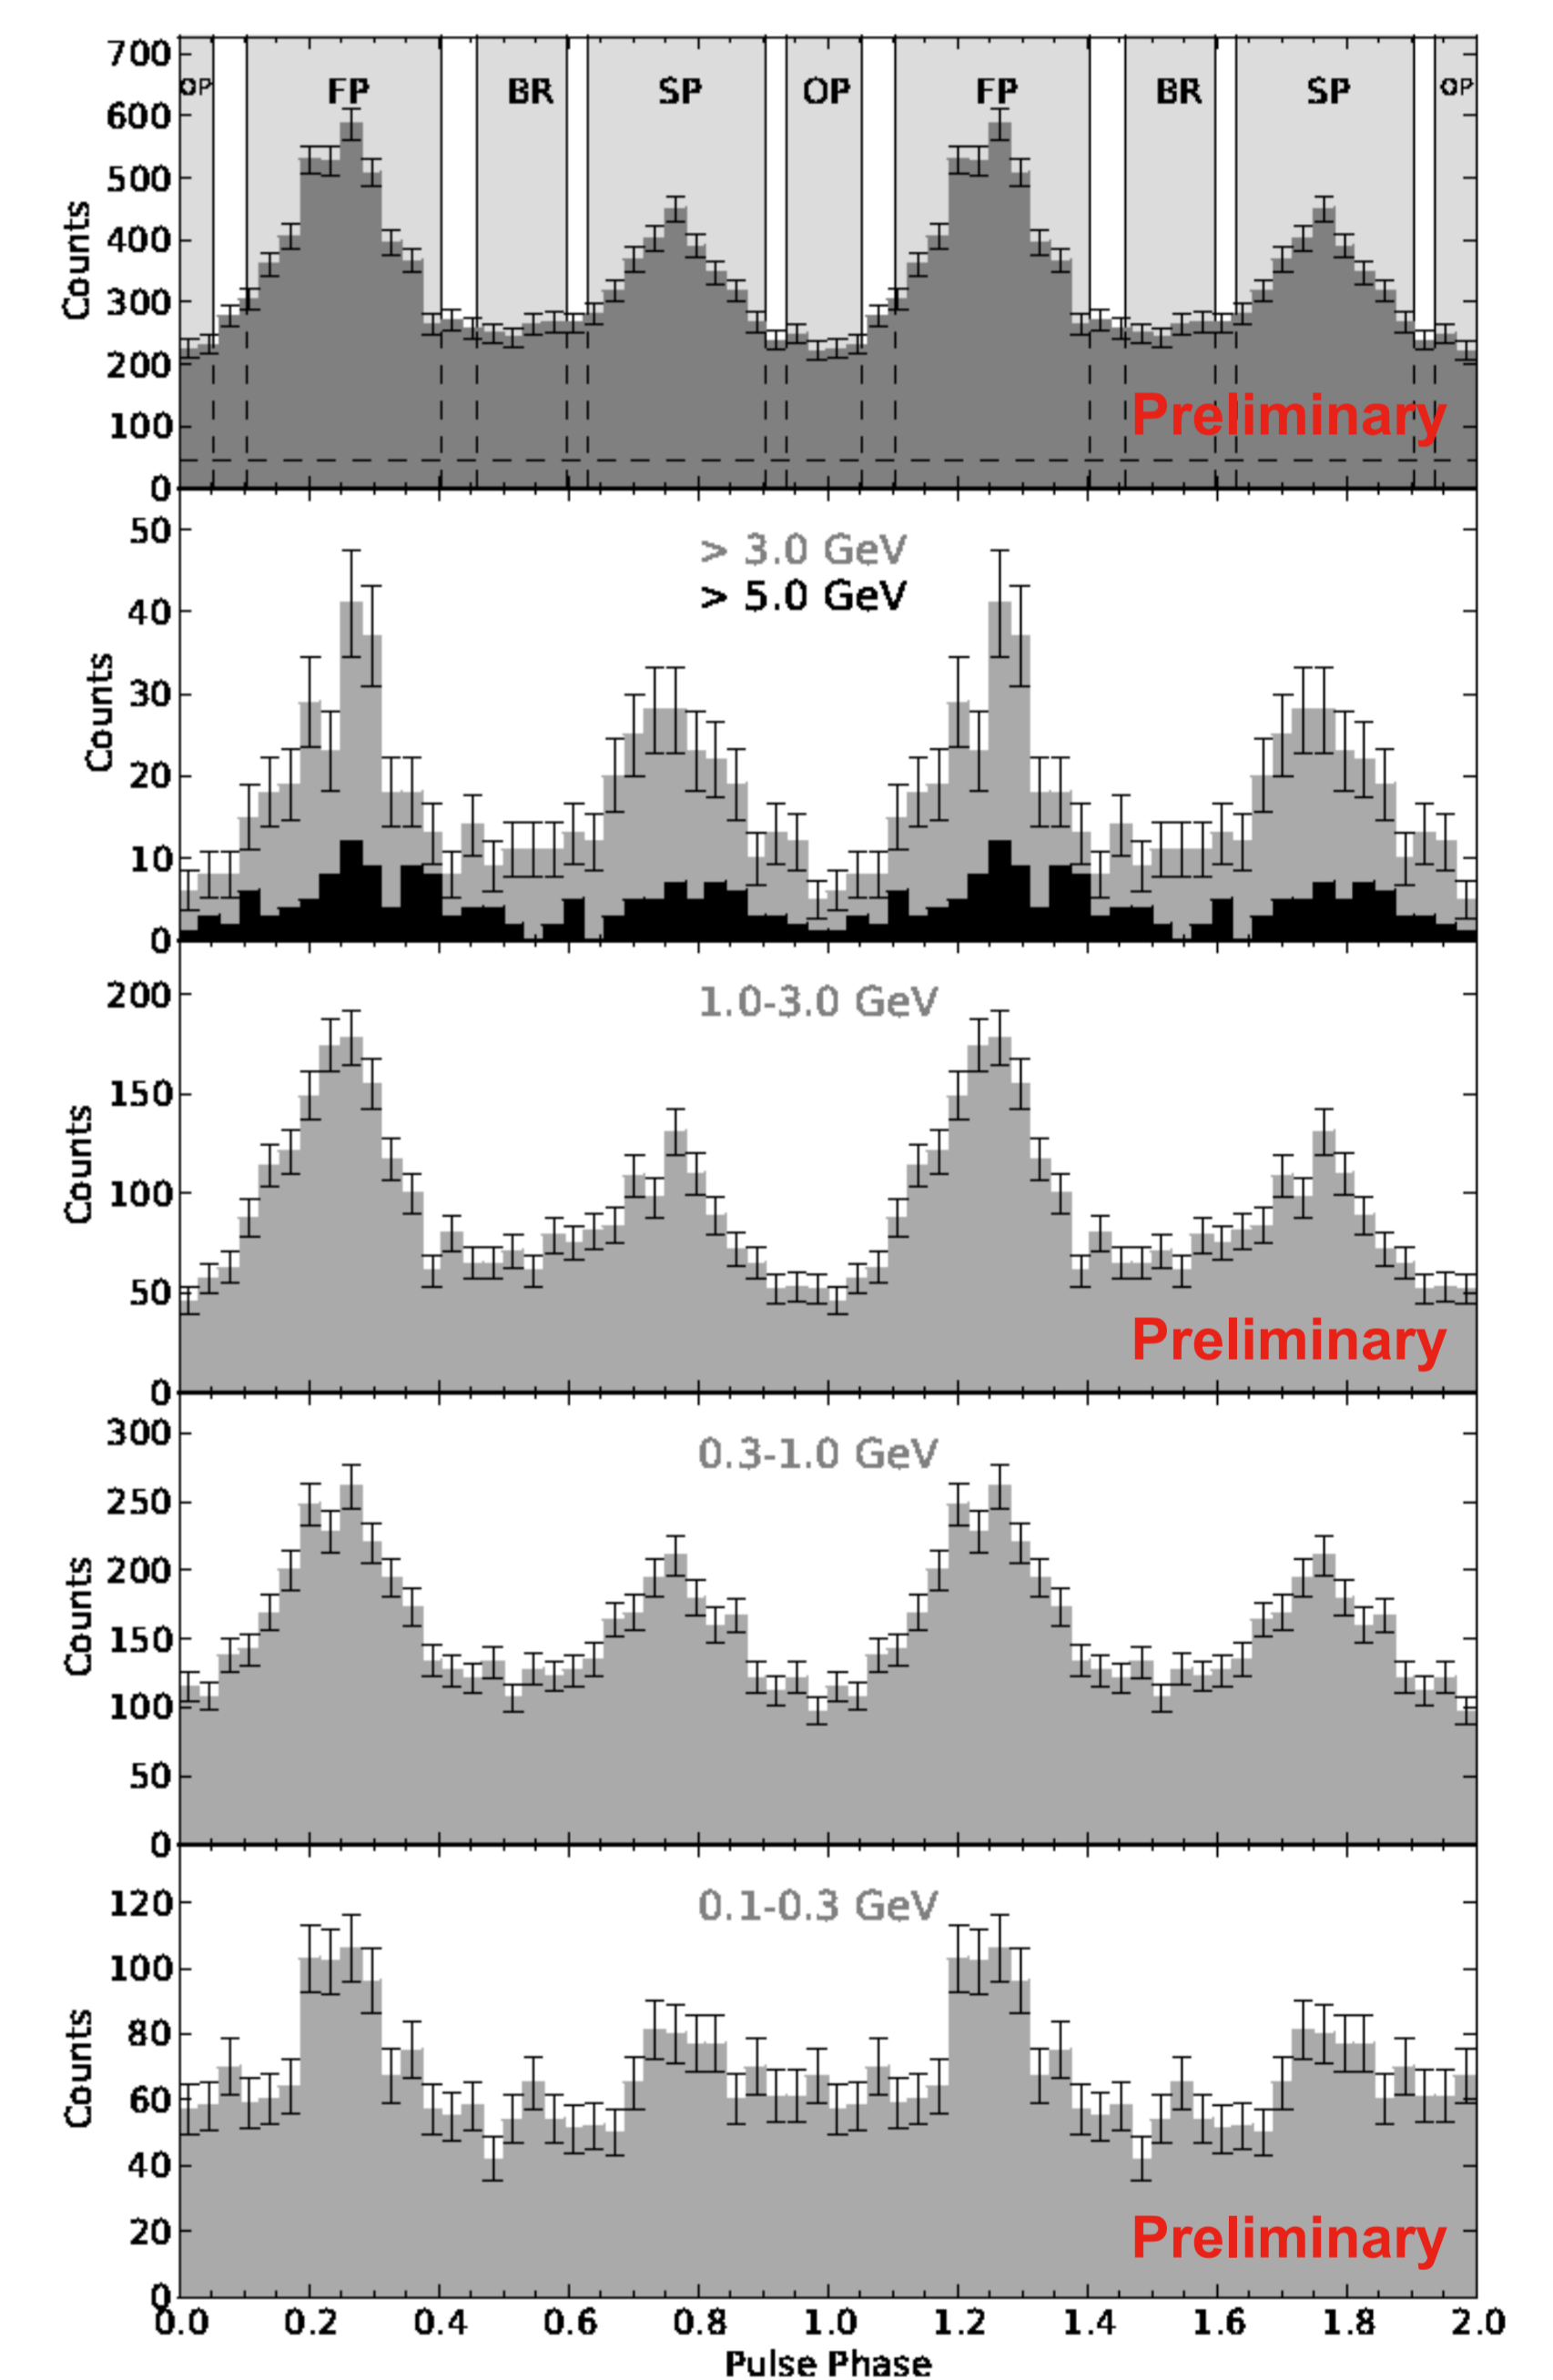 700
OP FP BR SP OP FP BR SP OP
600
500
400
300
200
100
0
Counts
Preliminary
50
40
30
20
10
0
Counts
> 3.0 GeV
> 5.0 GeV
200
150
100
50
0
Counts
1.0-3.0 GeV
Preliminary
300
250
200
150
100
50
0
Counts
0.3-1.0 GeV
120
100
80
60
40
20
0
Counts
0.1-0.3 GeV
Preliminary
0.0 0.2 0.4 0.6 0.8 1.0 1.2 1.4 1.6 1.8 2.0
Pulse Phase